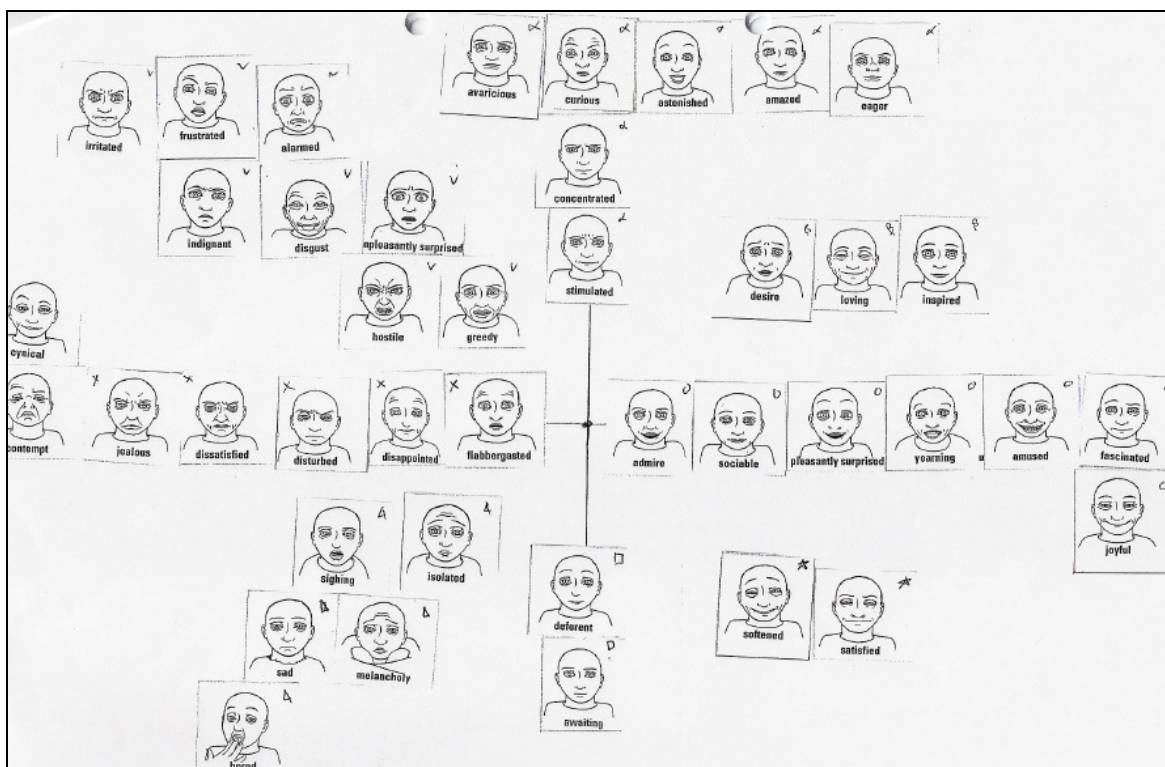 avaricious
curious
astonished
amazed
eager
irritated
frustrated
alarmed
concentrated
indignant
disgust
npleasantly surprised
stimulated
desire
loving
inspired
hostile
greedy
cynical
contempt
jealous
dissatisfied
disturbed
disappointed
flabbergasted
admire
sociable
pleasantly surprised
yearning
amused
fascinated
joyful
sighing
isolated
deferent
softened
satisfied
sad
melancholy
awaiting
bored